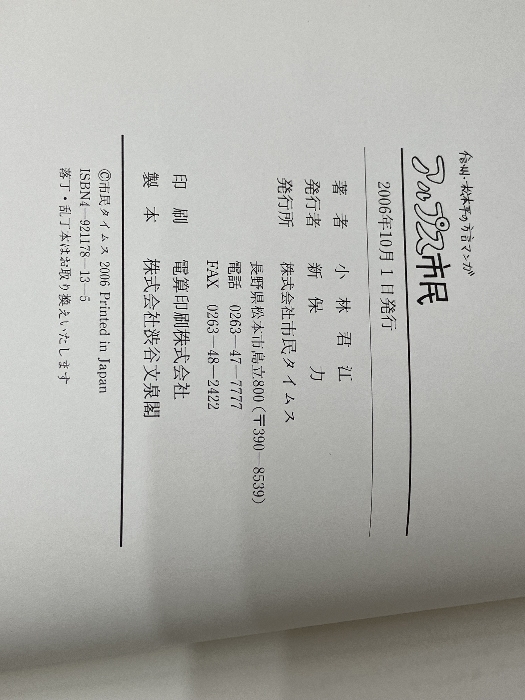 信州・松本平の方言マンガ
アルプス市民
2006年10月1日発行
著者 小林君江
発行者 新保力
発行所 株式会社市民タイムス
長野県松本市島立800(〒390―8539)
電話 0263―47―7777
FAX 0263―48―2422
印刷 電算印刷株式会社
製本 株式会社渋谷文泉閣
©市民タイムス 2006 Printed in Japan
ISBN4―921178―13―5
落丁・乱丁本はお取り換えいたします